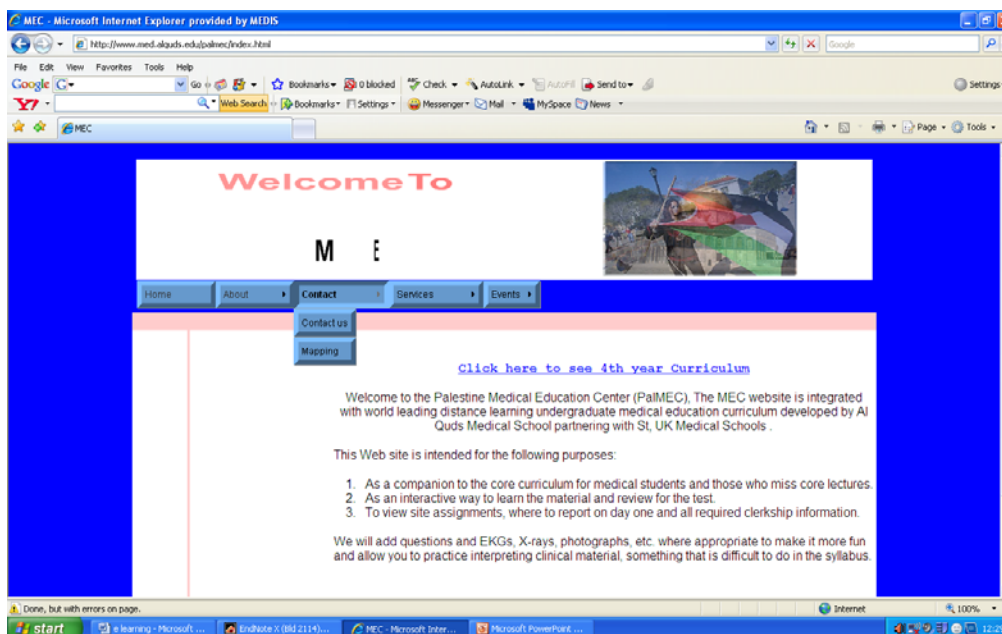 MEC - Microsoft Internet Explorer provided by MEDIS
http://www.med.alquds.edu/palmec/index.html
Google
File Edit View Favorites Tools Help
Google G Go Bookmarks 0 blocked Check AutoLink AutoFill Send to Settings
Y! Web Search Bookmarks Settings Messenger Mail MySpace News
MEC Page Tools
Welcome To
M E
Home About Contact Services Events
Contact us
Mapping
Click here to see 4th year Curriculum
Welcome to the Palestine Medical Education Center (PalMEC), The MEC website is integrated
with world leading distance learning undergraduate medical education curriculum developed by Al
Quds Medical School partnering with St, UK Medical Schools .
This Web site is intended for the following purposes:
1. As a companion to the core curriculum for medical students and those who miss core lectures.
2. As an interactive way to learn the material and review for the test.
3. To view site assignments, where to report on day one and all required clerkship information.
We will add questions and EKGs, X-rays, photographs, etc. where appropriate to make it more fun
and allow you to practice interpreting clinical material, something that is difficult to do in the syllabus.
Done, but with errors on page. Internet 100%
start e learning - Microsoft ... EndNote X (Bld 2114)... MEC - Microsoft Inter... Microsoft PowerPoint ...